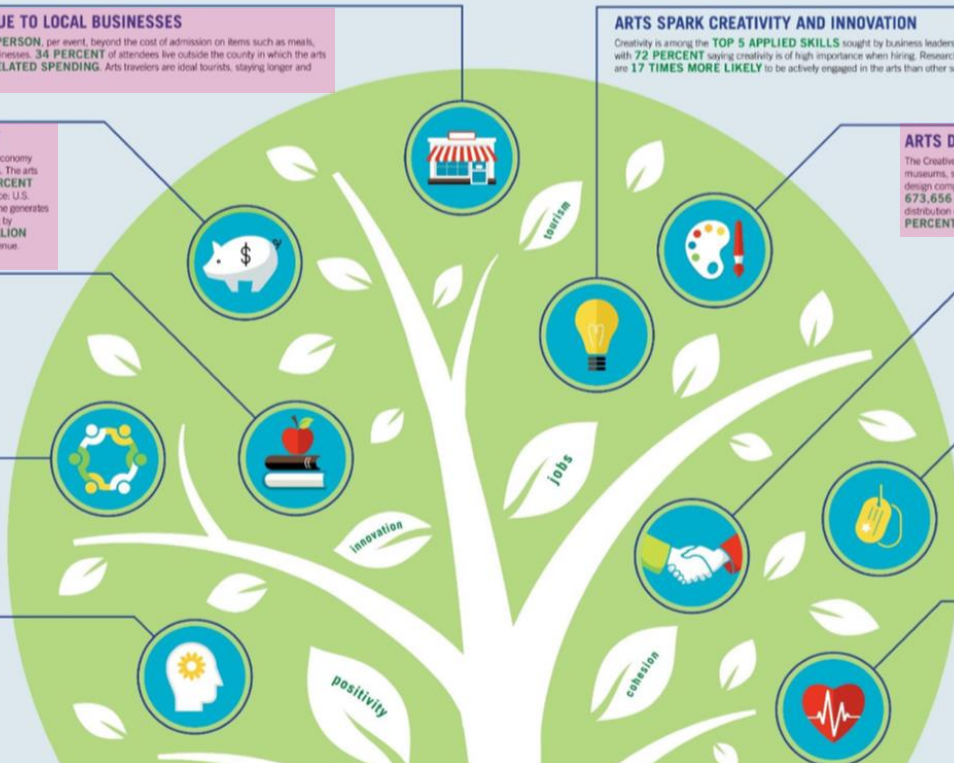 UE TO LOCAL BUSINESSES
PERSON, per event, beyond the cost of admission on items such as meals,
inesses. 34 PERCENT of attendees live outside the county in which the arts
ELATED SPENDING. Arts travelers are ideal tourists, staying longer and
ARTS SPARK CREATIVITY AND INNOVATION
Creativity is among the TOP 5 APPLIED SKILLS sought by business leaders
with 72 PERCENT saying creativity is of high importance when hiring. Researc
are 17 TIMES MORE LIKELY to be actively engaged in the arts than other s
conomy
. The arts
RCENT
ce: U.S.
ne generates
by
LION
enue.
ARTS D
The Creative
museums, s
design comp
673,656
distribution
PERCENT
$
tourism
jobs
innovation
positivity
cohesion